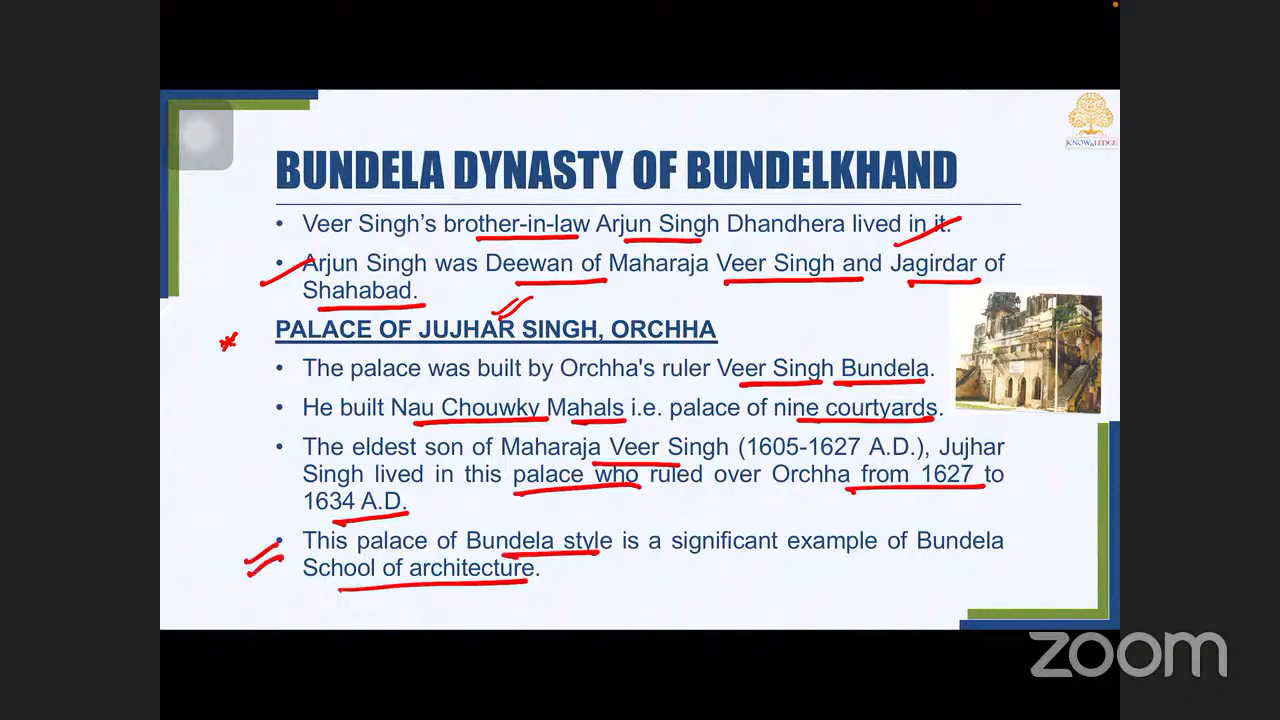 KNOWLEDGE
BUNDELA DYNASTY OF BUNDELKHAND
• Veer Singh's brother-in-law Arjun Singh Dhandhera lived in it.
• Arjun Singh was Deewan of Maharaja Veer Singh and Jagirdar of
Shahabad.
PALACE OF JUJHAR SINGH, ORCHHA
• The palace was built by Orchha's ruler Veer Singh Bundela.
• He built Nau Chouwky Mahals i.e. palace of nine courtyards.
• The eldest son of Maharaja Veer Singh (1605-1627 A.D.), Jujhar
Singh lived in this palace who ruled over Orchha from 1627 to
1634 A.D.
• This palace of Bundela style is a significant example of Bundela
School of architecture.
zoom